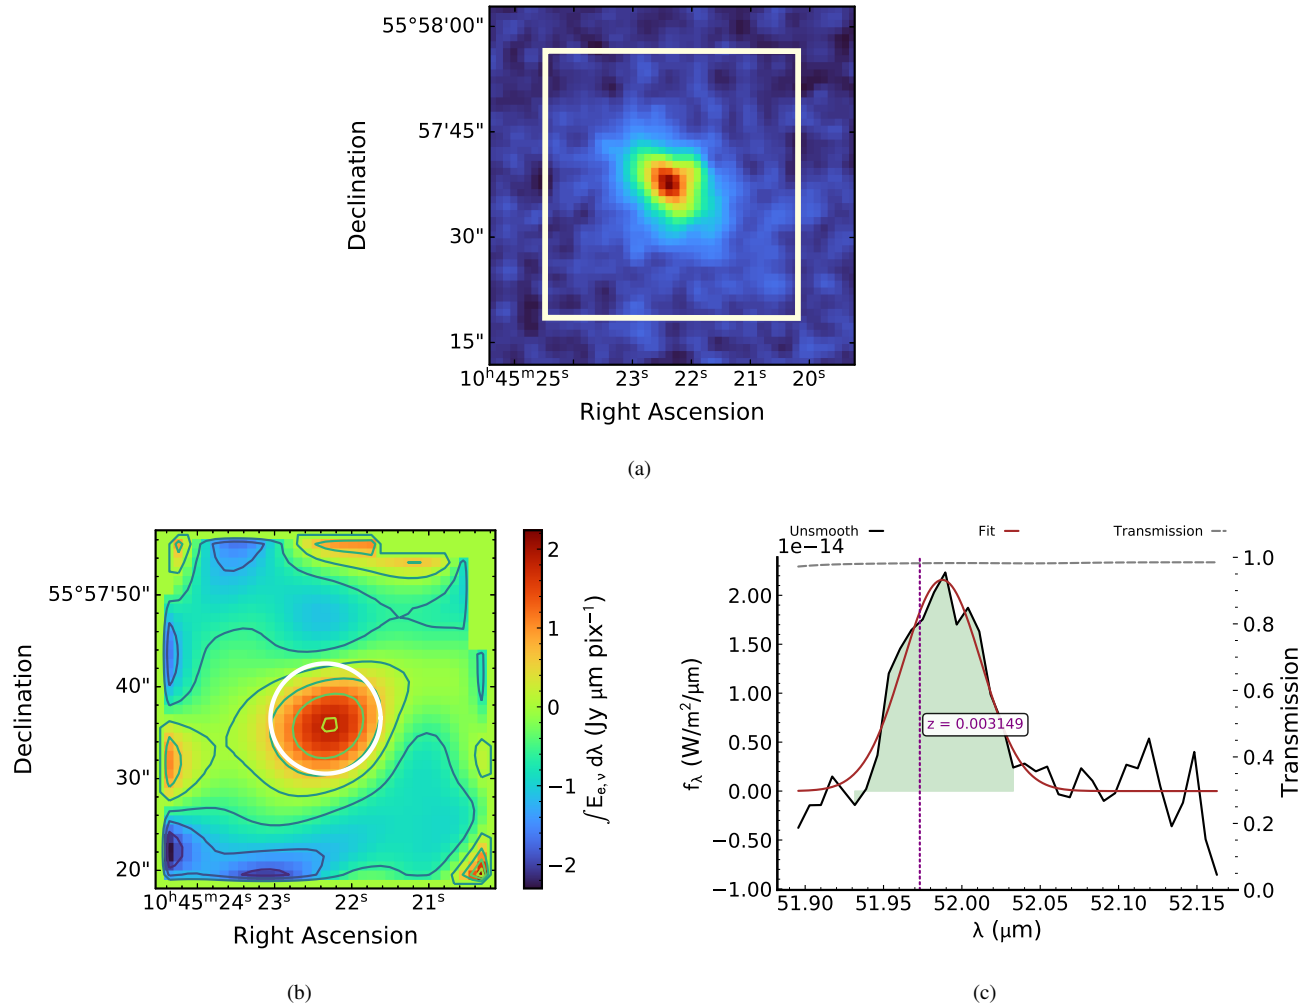 55°58'00"
57'45"
30"
15"
Declination
10ʰ45ᵐ25ˢ 23ˢ 22ˢ 21ˢ 20ˢ
Right Ascension
(a)
55°57'50"
40"
30"
20"
Declination
10ʰ45ᵐ24ˢ 23ˢ 22ˢ 21ˢ
Right Ascension
2
1
0
−1
−2
∫E_{e,ν} dλ (Jy μm pix⁻¹)
(b)
Unsmooth Fit Transmission
1e−14
2.00
1.50
1.00
0.50
0.00
−0.50
−1.00
f_λ (W/m²/μm)
z = 0.003149
1.0
0.8
0.6
0.4
0.2
0.0
Transmission
51.90 51.95 52.00 52.05 52.10 52.15
λ (μm)
(c)